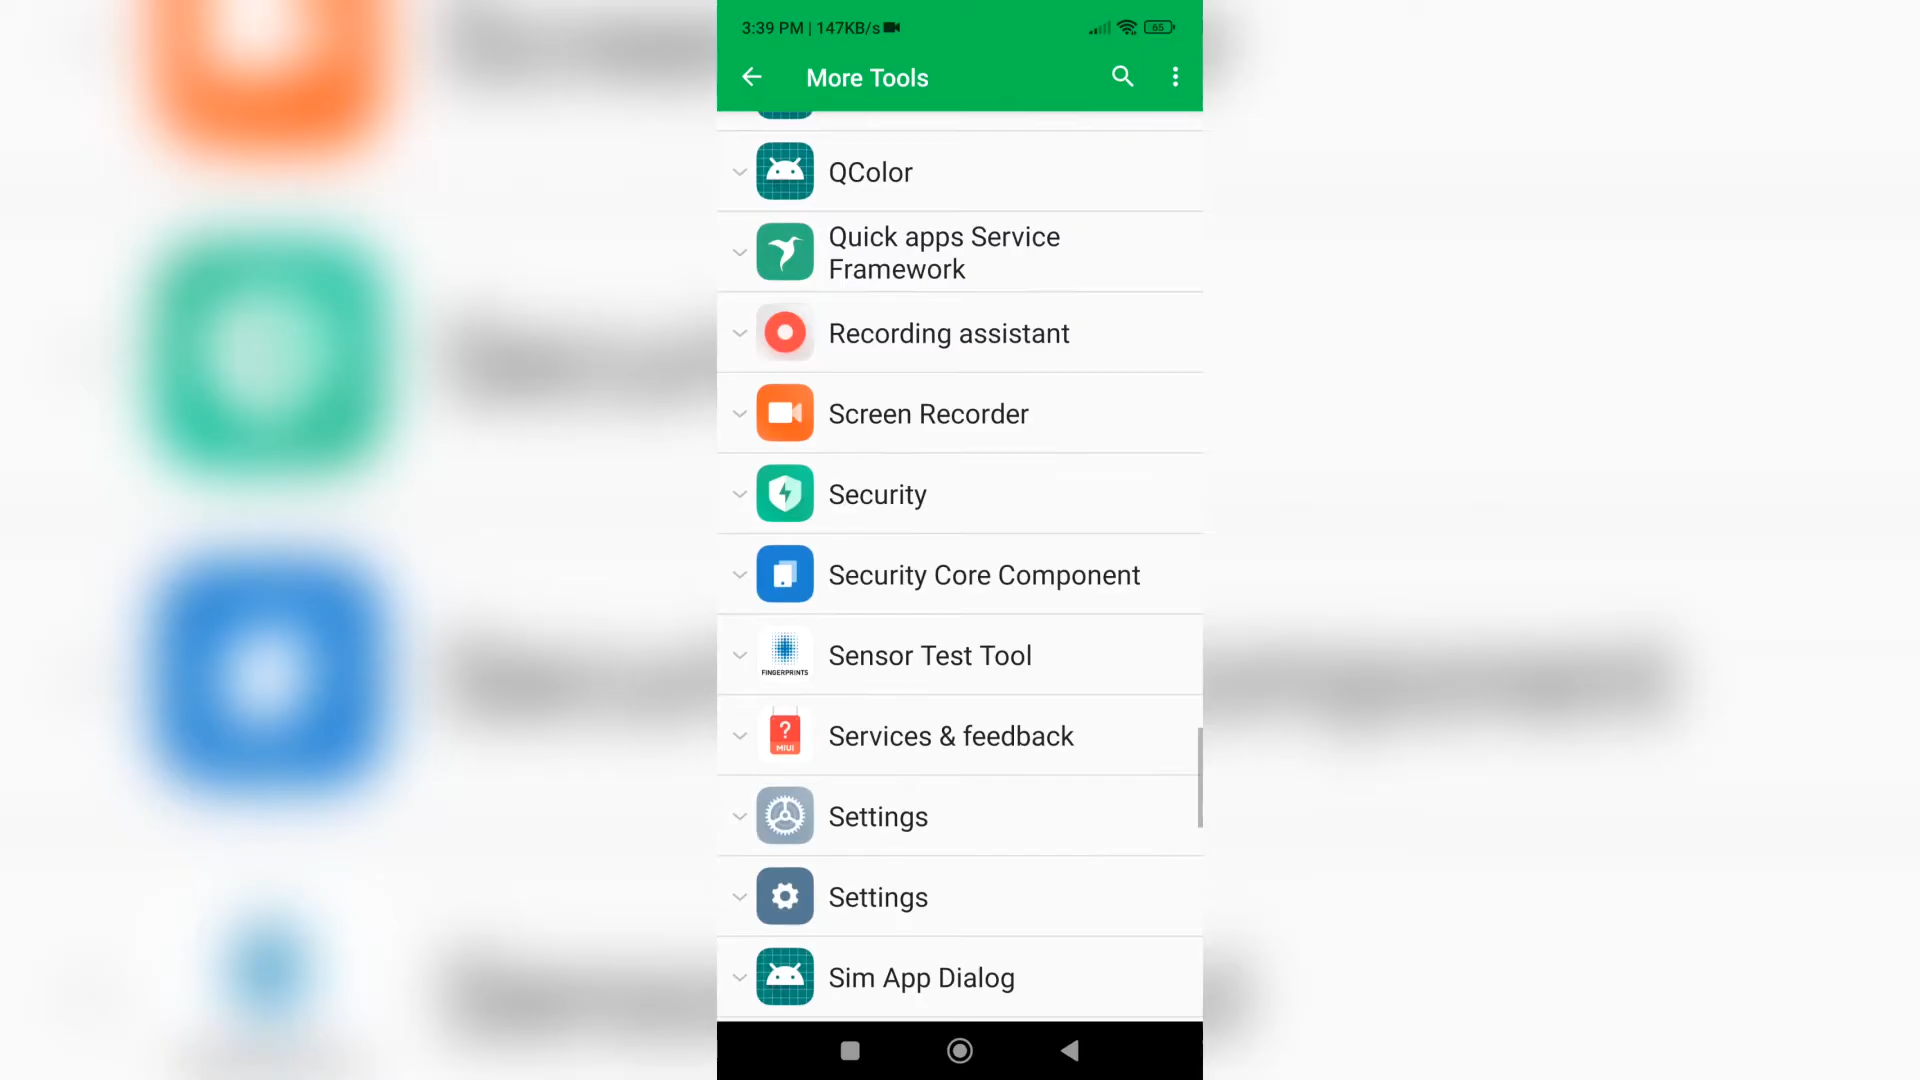 3:39 PM | 147KB/s
65
More Tools
QColor
Quick apps Service
Framework
Recording assistant
Screen Recorder
Security
Security Core Component
FINGERPRINTS
Sensor Test Tool
?
MIUI
Services & feedback
Settings
Settings
Sim App Dialog